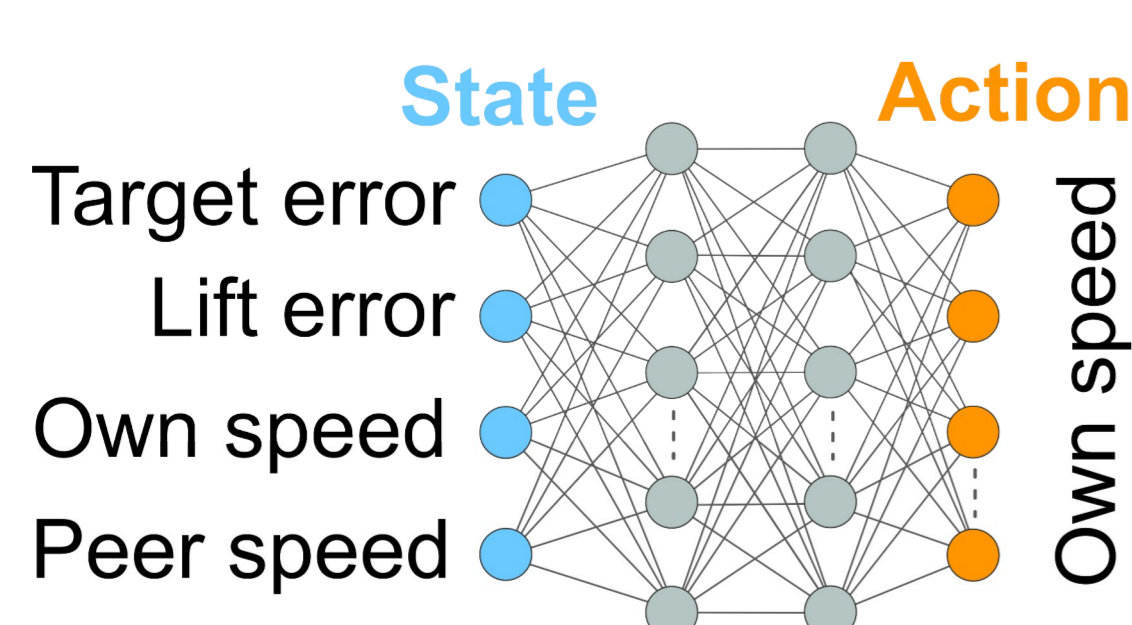 State
Action
Target error
Lift error
Own speed
Peer speed
Own speed